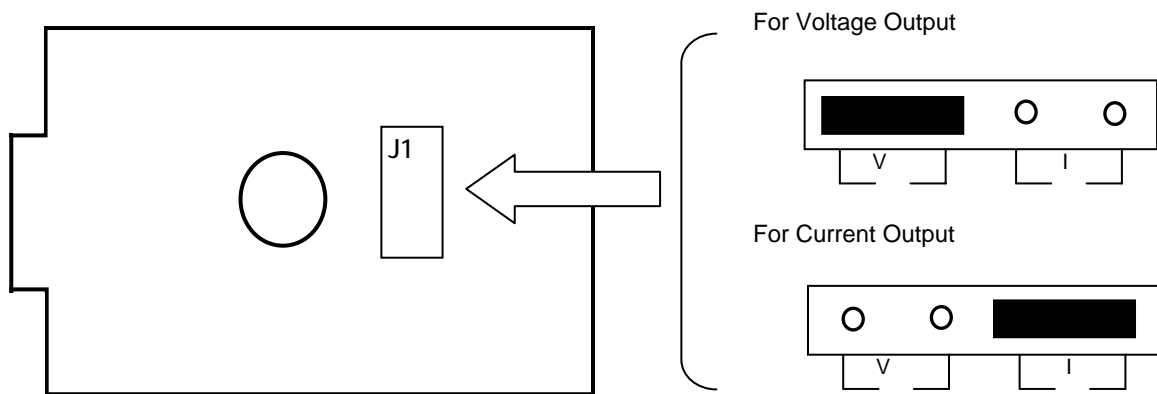 For Voltage Output
J1
V I
For Current Output
V I